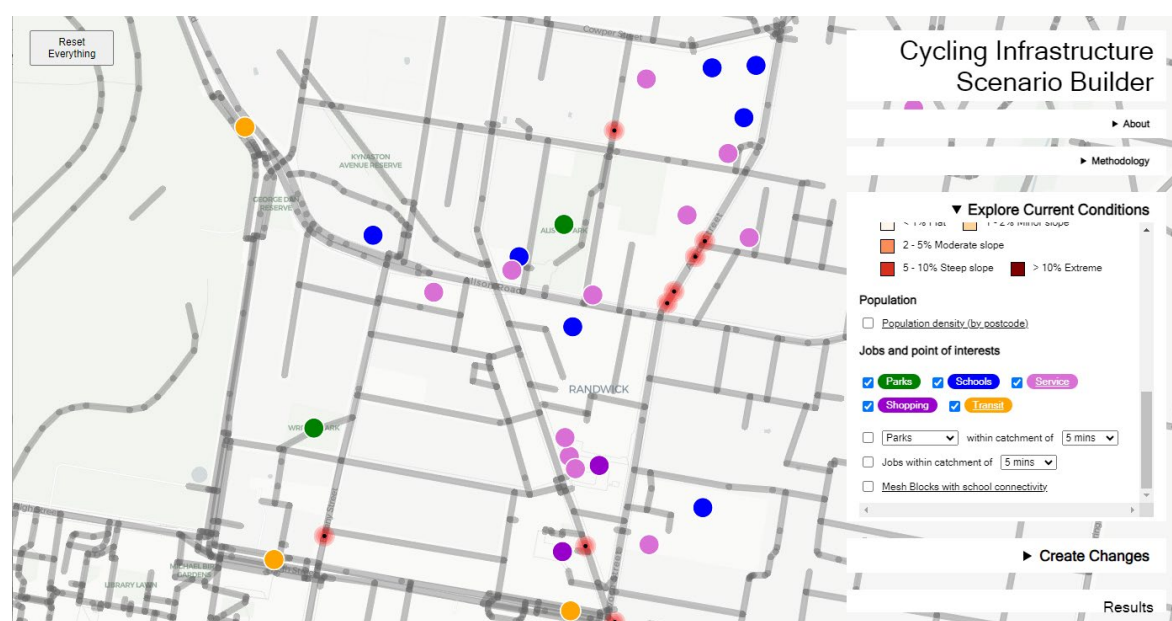 Reset
Everything
Cycling Infrastructure
Scenario Builder
▶ About
▶ Methodology
▼ Explore Current Conditions
2 - 5% Moderate slope
5 - 10% Steep slope
> 10% Extreme
Population
Population density (by postcode)
Jobs and point of interests
Parks
Schools
Service
Shopping
Transit
Parks
within catchment of
5 mins
Jobs within catchment of
5 mins
Mesh Blocks with school connectivity
▶ Create Changes
Results
Cowper Street
KYNASTON
AVENUE RESERVE
RESERVE
Alison Road
RANDWICK
LIBRARY LAWN